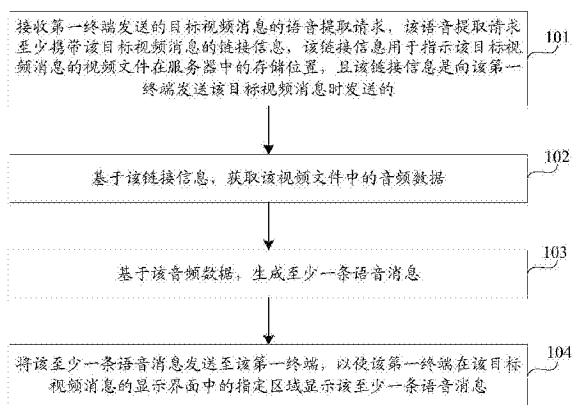 接收第一终端发送的目标视频消息的语音提取请求，该语音提取请求
至少携带该目标视频消息的链接信息，该链接信息用于指示该目标视
频消息的视频文件在服务器中的存储位置，且该链接信息是向该第一
终端发送该目标视频消息时发送的
101
基于该链接信息，获取该视频文件中的音频数据
102
基于该音频数据，生成至少一条语音消息
103
将该至少一条语音消息发送至该第一终端，以使该第一终端在该目标
视频消息的显示界面中的指定区域显示该至少一条语音消息
104